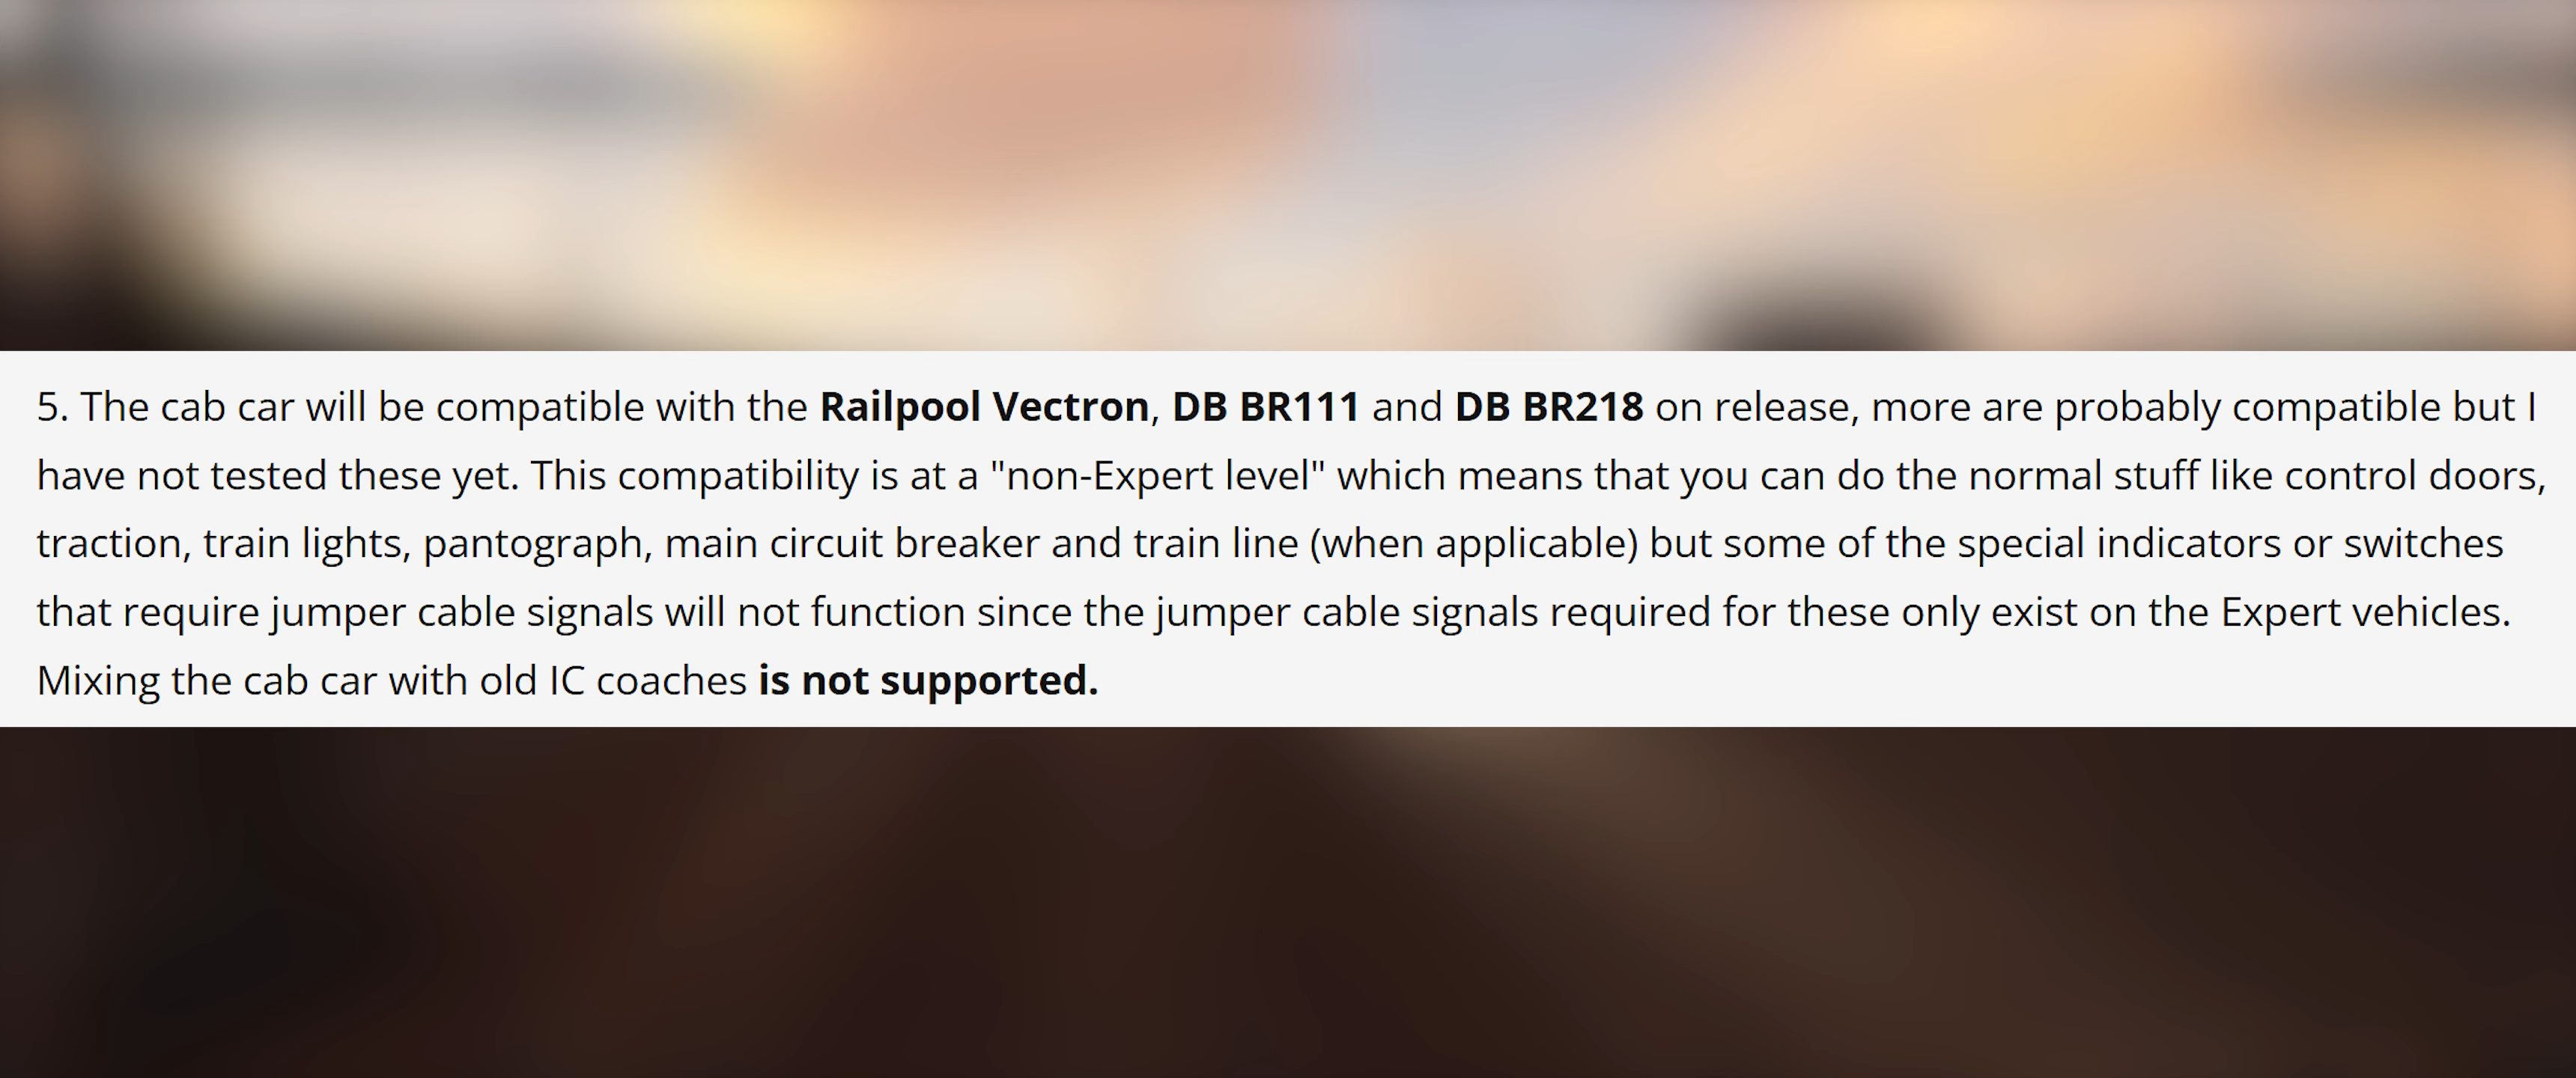 5. The cab car will be compatible with the Railpool Vectron, DB BR111 and DB BR218 on release, more are probably compatible but I
have not tested these yet. This compatibility is at a "non-Expert level" which means that you can do the normal stuff like control doors,
traction, train lights, pantograph, main circuit breaker and train line (when applicable) but some of the special indicators or switches
that require jumper cable signals will not function since the jumper cable signals required for these only exist on the Expert vehicles.
Mixing the cab car with old IC coaches is not supported.